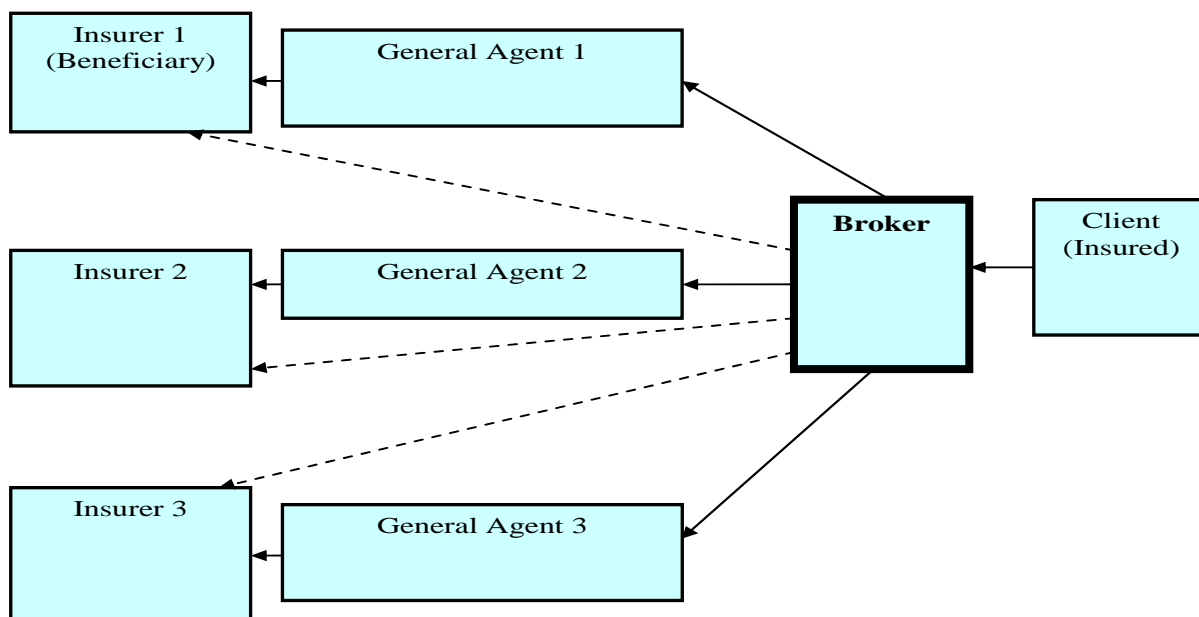 Insurer 1
(Beneficiary)
General Agent 1
Broker
Client
(Insured)
Insurer 2
General Agent 2
Insurer 3
General Agent 3